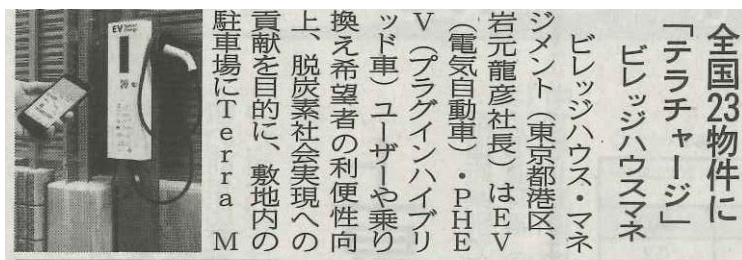 全国23物件に
「テラチャージ」
ビレッジハウスマネ
ビレッジハウス・マネ
ジメント（東京都港区、
岩元龍彦社長）はEV
（電気自動車）・PHE
V（プラグインハイブリ
ッド車）ユーザーや乗り
換え希望者の利便性向
上、脱炭素社会実現への
貢献を目的に、敷地内の
駐車場にTerra M
EV